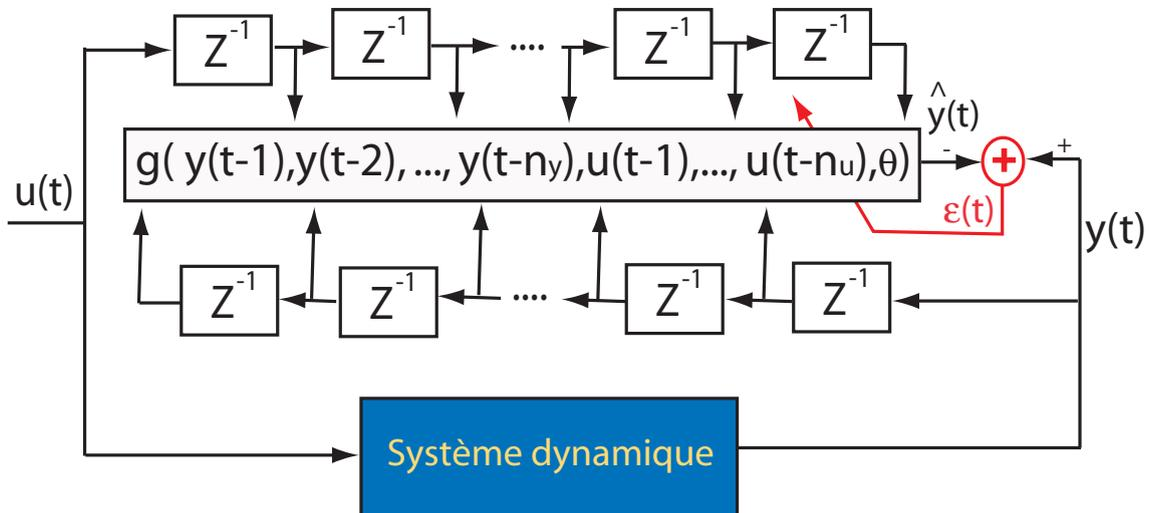 Z⁻¹ Z⁻¹ .... Z⁻¹ Z⁻¹
ŷ(t)
g( y(t-1),y(t-2), ..., y(t-ny),u(t-1),..., u(t-nu),θ) - + +
u(t) ε(t) y(t)
Z⁻¹ Z⁻¹ .... Z⁻¹ Z⁻¹
Système dynamique